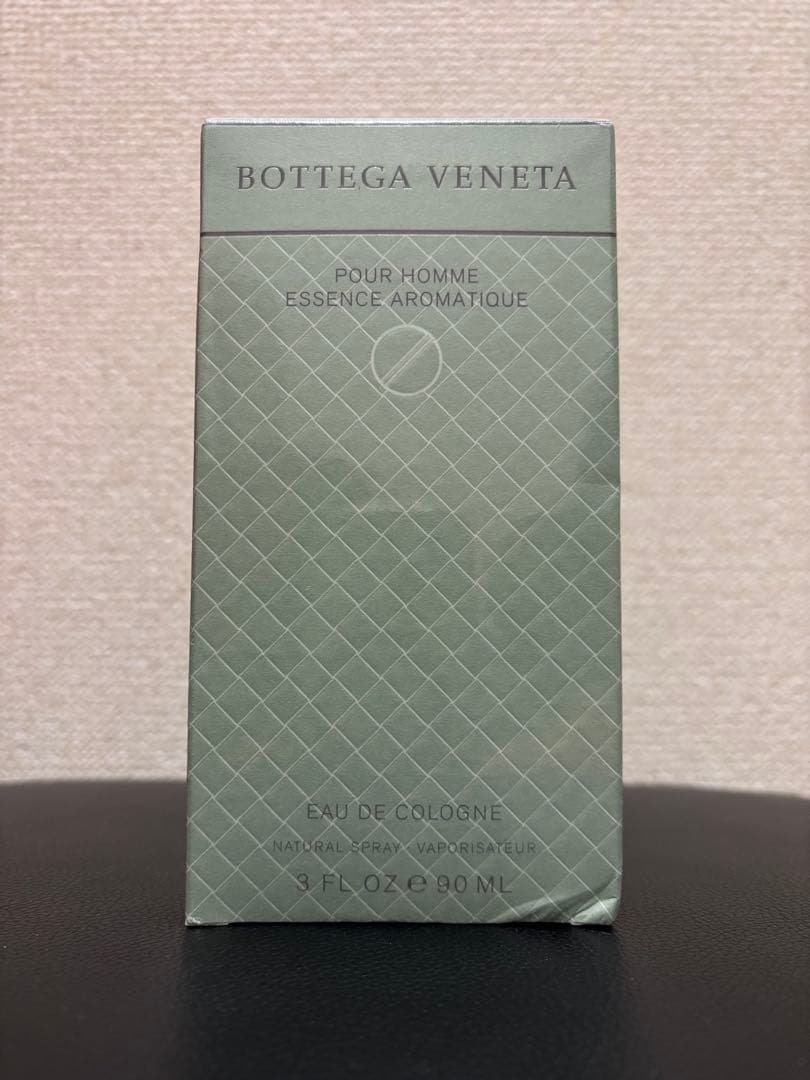 BOTTEGA VENETA
POUR HOMME
ESSENCE AROMATIQUE
EAU DE COLOGNE
NATURAL SPRAY · VAPORISATEUR
3 FL OZ ℮ 90 ML